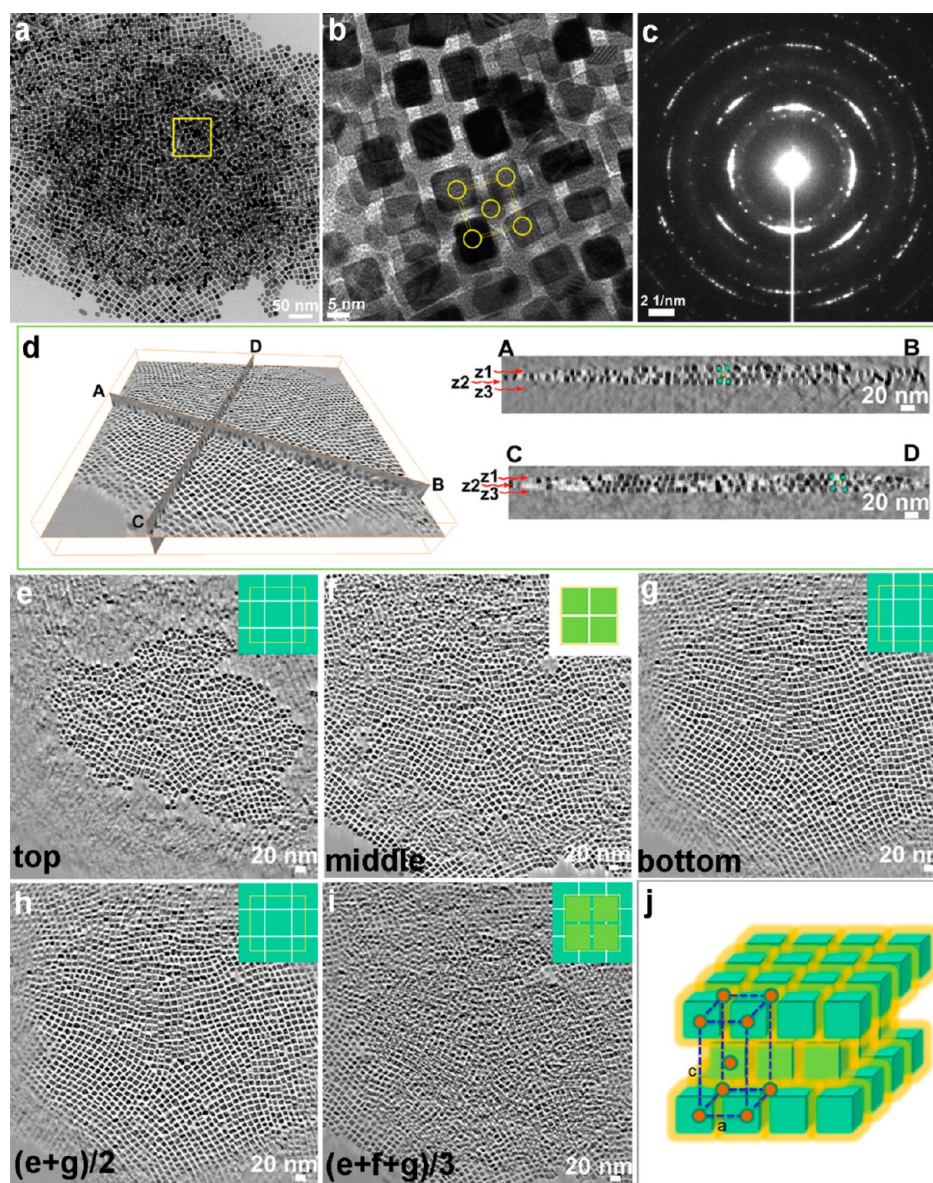 a
50 nm
b
5 nm
c
2 1/nm
d
D
A
B
C
A
B
z1
z2
z3
20 nm
C
D
z1
z2
z3
20 nm
e
top
20 nm
f
middle
20 nm
g
bottom
20 nm
h
(e+g)/2
20 nm
i
(e+f+g)/3
20 nm
j
c
a